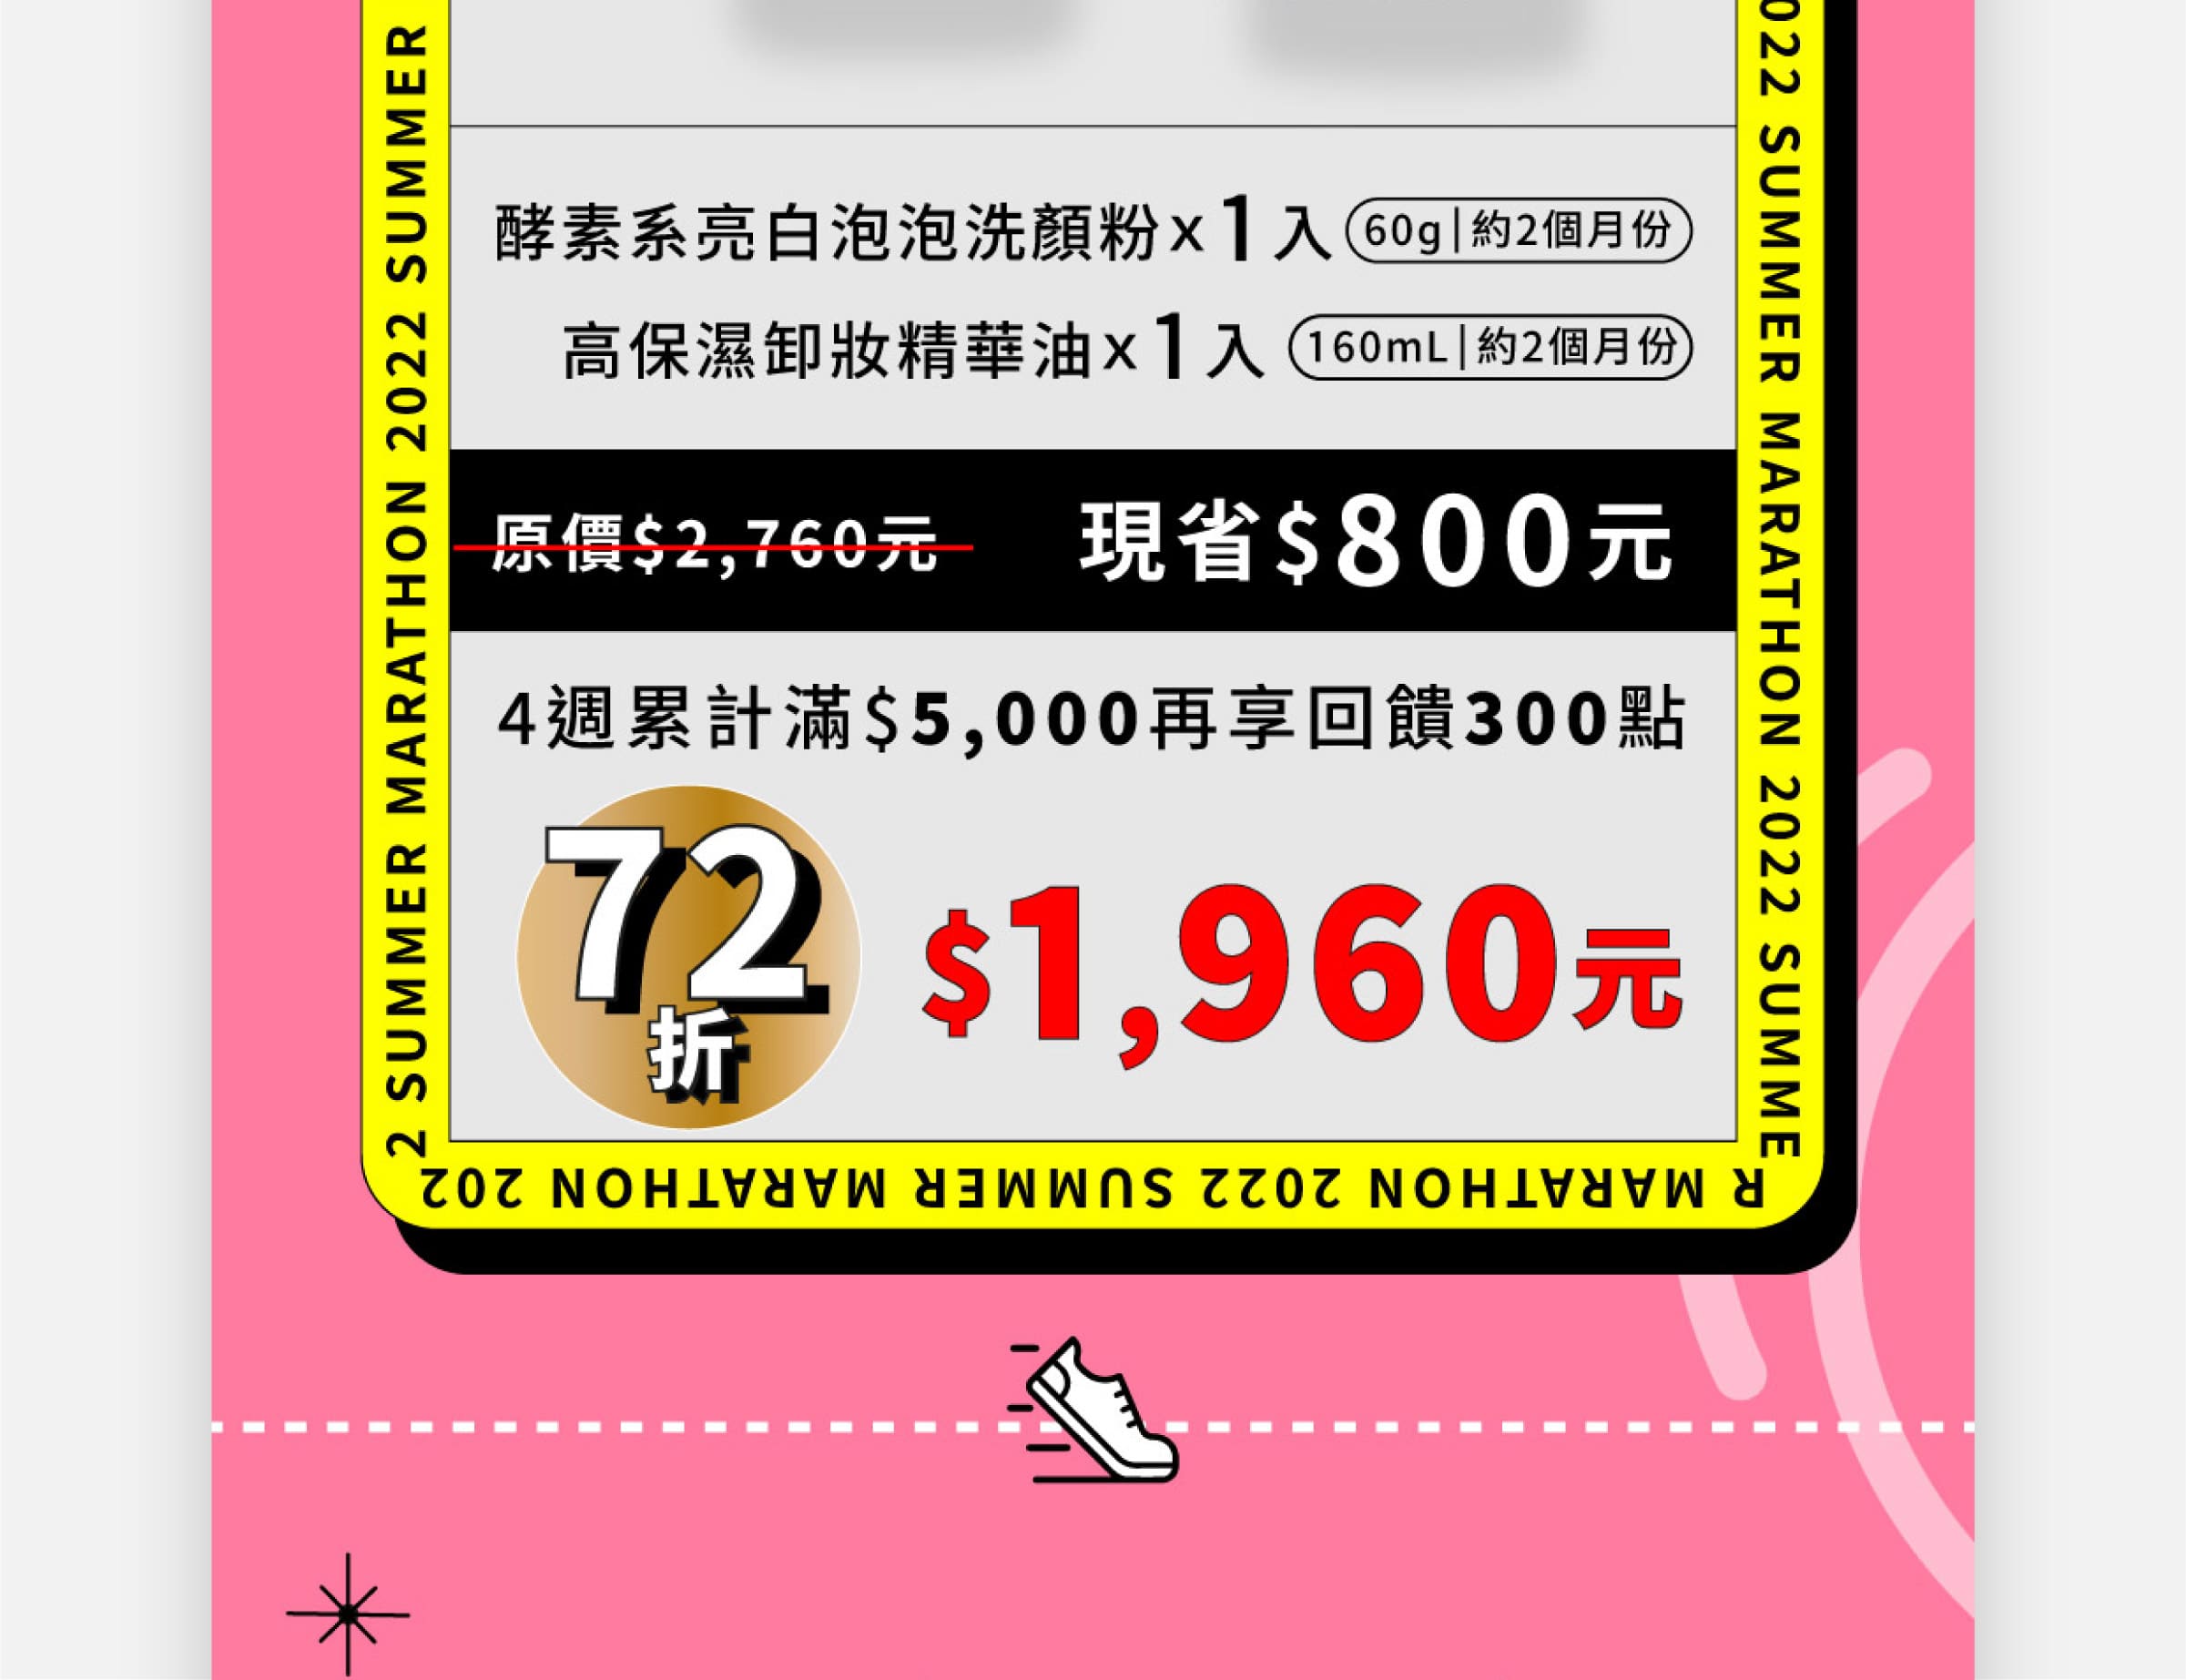 酵素系亮白泡泡洗顏粉x1入 60g|約2個月份
高保濕卸妝精華油x1入 160mL|約2個月份
原價$2,760元 現省$800元
4週累計滿$5,000再享回饋300點
72折 $1,960元
2 SUMMER MARATHON 2022 SUMMER
022 SUMMER MARATHON 2022 SUMME
R MARATHON 2022 SUMMER MARATHON 202